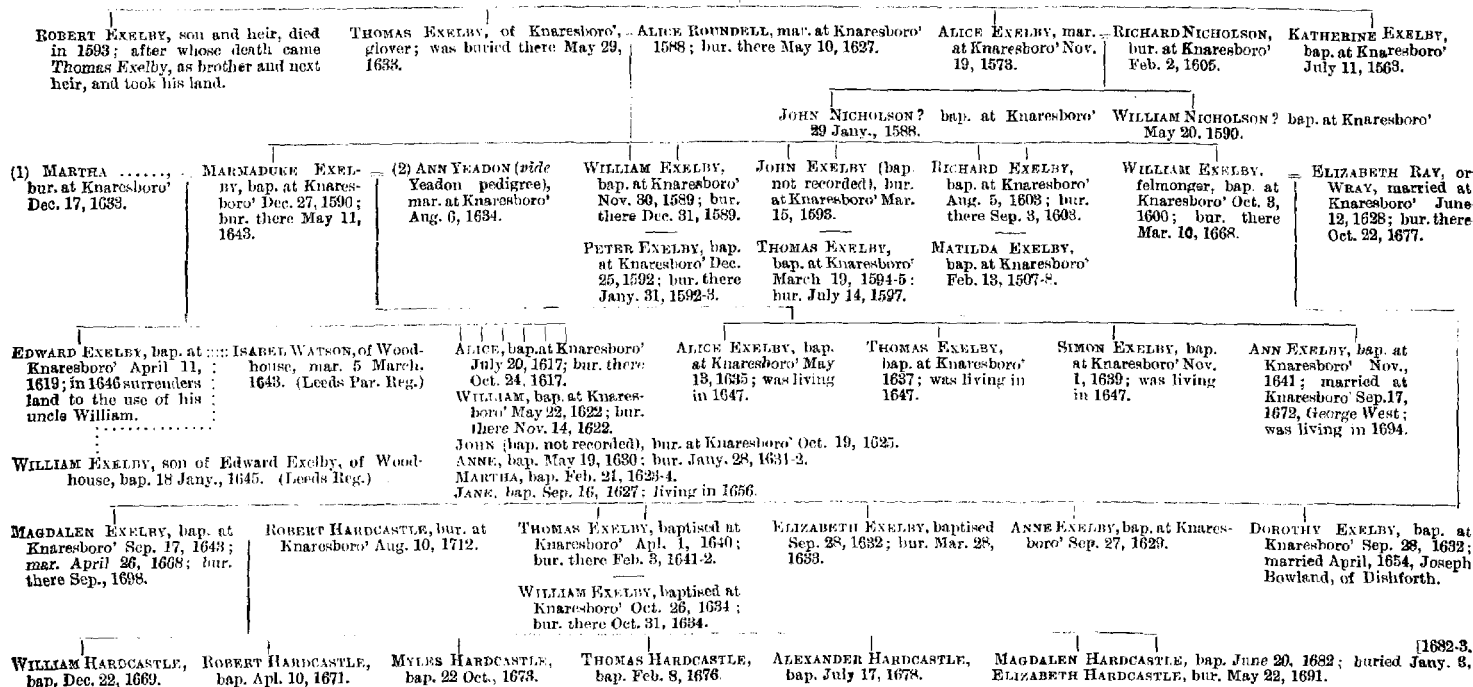 ROBERT EXELBY, son and heir, died
in 1593; after whose death came
Thomas Exelby, as brother and next
heir, and took his land.
THOMAS EXELBY, of Knaresboro',
glover; was buried there May 29,
1633.
ALICE ROUNDELL, mar. at Knaresboro'
1588; bur. there May 10, 1627.
ALICE EXELBY, mar.
at Knaresboro' Nov.
19, 1573.
RICHARD NICHOLSON,
bur. at Knaresboro'
Feb. 2, 1605.
KATHERINE EXELBY,
bap. at Knaresboro'
July 11, 1563.
JOHN NICHOLSON? bap. at Knaresboro'
29 Jany., 1588.
WILLIAM NICHOLSON? bap. at Knaresboro'
May 20, 1590.
(1) MARTHA ......,
bur. at Knaresboro'
Dec. 17, 1633.
MARMADUKE EXEL-
BY, bap. at Knares-
boro' Dec. 27, 1590;
bur. there May 11,
1643.
(2) ANN YEADON (vide
Yeadon pedigree),
mar. at Knaresboro'
Aug. 6, 1634.
WILLIAM EXELBY,
bap. at Knaresboro'
Nov. 30, 1589; bur.
there Dec. 31, 1589.
PETER EXELBY, bap.
at Knaresboro' Dec.
25, 1592; bur. there
Jany. 31, 1592-3.
JOHN EXELBY (bap.
not recorded), bur.
at Knaresboro' Mar.
15, 1593.
THOMAS EXELBY,
bap. at Knaresboro'
March 19, 1594-5;
bur. July 14, 1597.
RICHARD EXELBY,
bap. at Knaresboro'
Aug. 5, 1603; bur.
there Sep. 3, 1603.
MATILDA EXELBY,
bap. at Knaresboro'
Feb. 13, 1597-8.
WILLIAM EXELBY,
felmonger, bap. at
Knaresboro' Oct. 3,
1600; bur. there
Mar. 10, 1668.
ELIZABETH RAY, or
WRAY, married at
Knaresboro' June
12, 1628; bur. there
Oct. 22, 1677.
EDWARD EXELBY, bap. at
Knaresboro' April 11,
1619; in 1646 surrenders
land to the use of his
uncle William.
ISABEL WATSON, of Wood-
house, mar. 5 March,
1643. (Leeds Par. Reg.)
WILLIAM EXELBY, son of Edward Exelby, of Wood-
house, bap. 18 Jany., 1645. (Leeds Reg.)
ALICE, bap. at Knaresboro'
July 20, 1617; bur. there
Oct. 24, 1617.
WILLIAM, bap. at Knares-
boro' May 22, 1622; bur.
there Nov. 14, 1622.
JOHN (bap. not recorded), bur. at Knaresboro' Oct. 19, 1625.
ANNE, bap. May 19, 1630; bur. Jany. 28, 1631-2.
MARTHA, bap. Feb. 21, 1623-4.
JANE, bap. Sep. 16, 1627; living in 1656.
ALICE EXELBY, bap.
at Knaresboro' May
13, 1635; was living
in 1647.
THOMAS EXELBY,
bap. at Knaresboro'
1637; was living in
1647.
SIMON EXELBY, bap.
at Knaresboro' Nov.
1, 1639; was living
in 1647.
ANN EXELBY, bap. at
Knaresboro' Nov.,
1641; married at
Knaresboro' Sep. 17,
1672, George West;
was living in 1694.
MAGDALEN EXELBY, bap. at
Knaresboro' Sep. 17, 1643;
mar. April 26, 1668; bur.
there Sep., 1698.
ROBERT HARDCASTLE, bur. at
Knaresboro' Aug. 10, 1712.
THOMAS EXELBY, baptised at
Knaresboro' Apl. 1, 1640;
bur. there Feb. 3, 1641-2.
WILLIAM EXELBY, baptised at
Knaresboro' Oct. 26, 1634;
bur. there Oct. 31, 1634.
ELIZABETH EXELBY, baptised
Sep. 28, 1632; bur. Mar. 28,
1633.
ANNE EXELBY, bap. at Knares-
boro' Sep. 27, 1629.
DOROTHY EXELBY, bap. at
Knaresboro' Sep. 28, 1632;
married April, 1654, Joseph
Bowland, of Dishforth.
WILLIAM HARDCASTLE,
bap. Dec. 22, 1669.
ROBERT HARDCASTLE,
bap. Apl. 10, 1671.
MYLES HARDCASTLE,
bap. 22 Oct., 1673.
THOMAS HARDCASTLE,
bap. Feb. 8, 1676.
ALEXANDER HARDCASTLE,
bap. July 17, 1678.
[1682-3.
MAGDALEN HARDCASTLE, bap. June 20, 1682; buried Jany. 8,
ELIZABETH HARDCASTLE, bur. May 22, 1691.